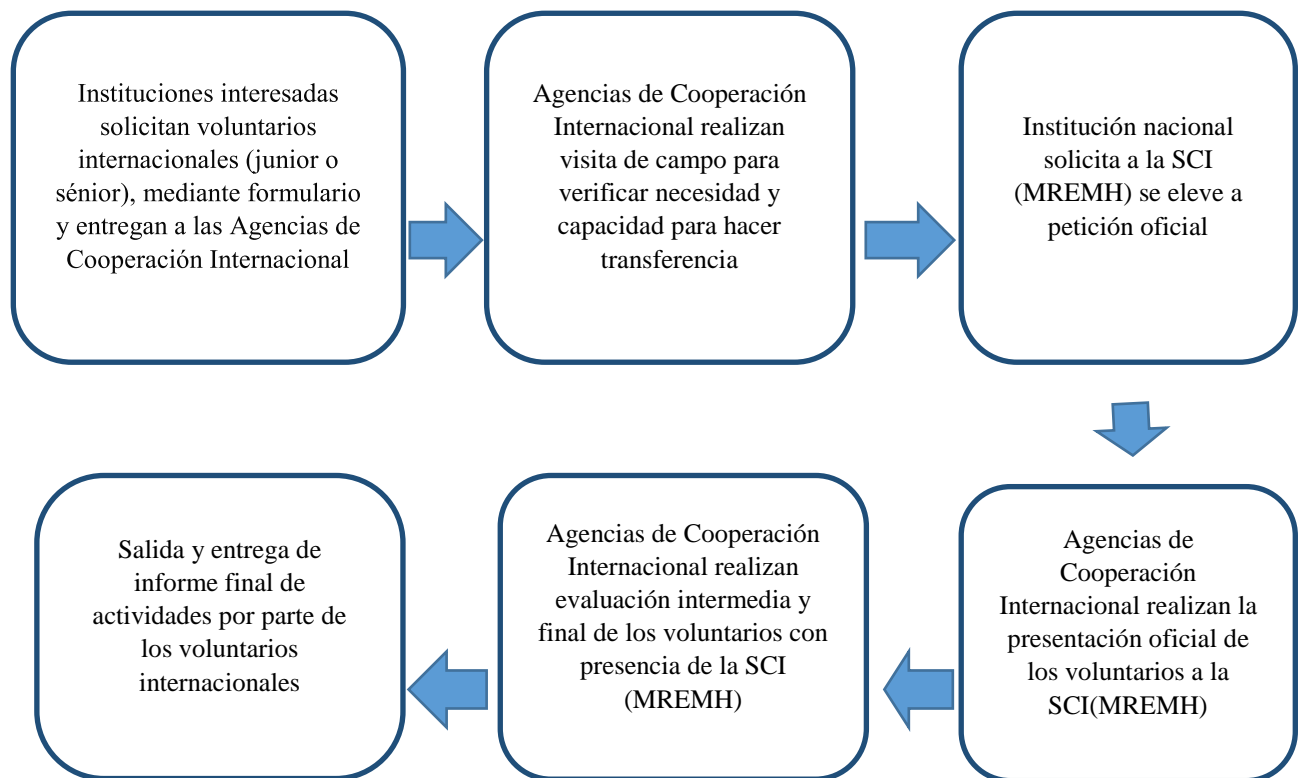 Instituciones interesadas
solicitan voluntarios
internacionales (junior o
sénior), mediante formulario
y entregan a las Agencias de
Cooperación Internacional
Agencias de Cooperación
Internacional realizan
visita de campo para
verificar necesidad y
capacidad para hacer
transferencia
Institución nacional
solicita a la SCI
(MREMH) se eleve a
petición oficial
Agencias de
Cooperación
Internacional realizan la
presentación oficial de
los voluntarios a la
SCI(MREMH)
Agencias de Cooperación
Internacional realizan
evaluación intermedia y
final de los voluntarios con
presencia de la SCI
(MREMH)
Salida y entrega de
informe final de
actividades por parte de
los voluntarios
internacionales